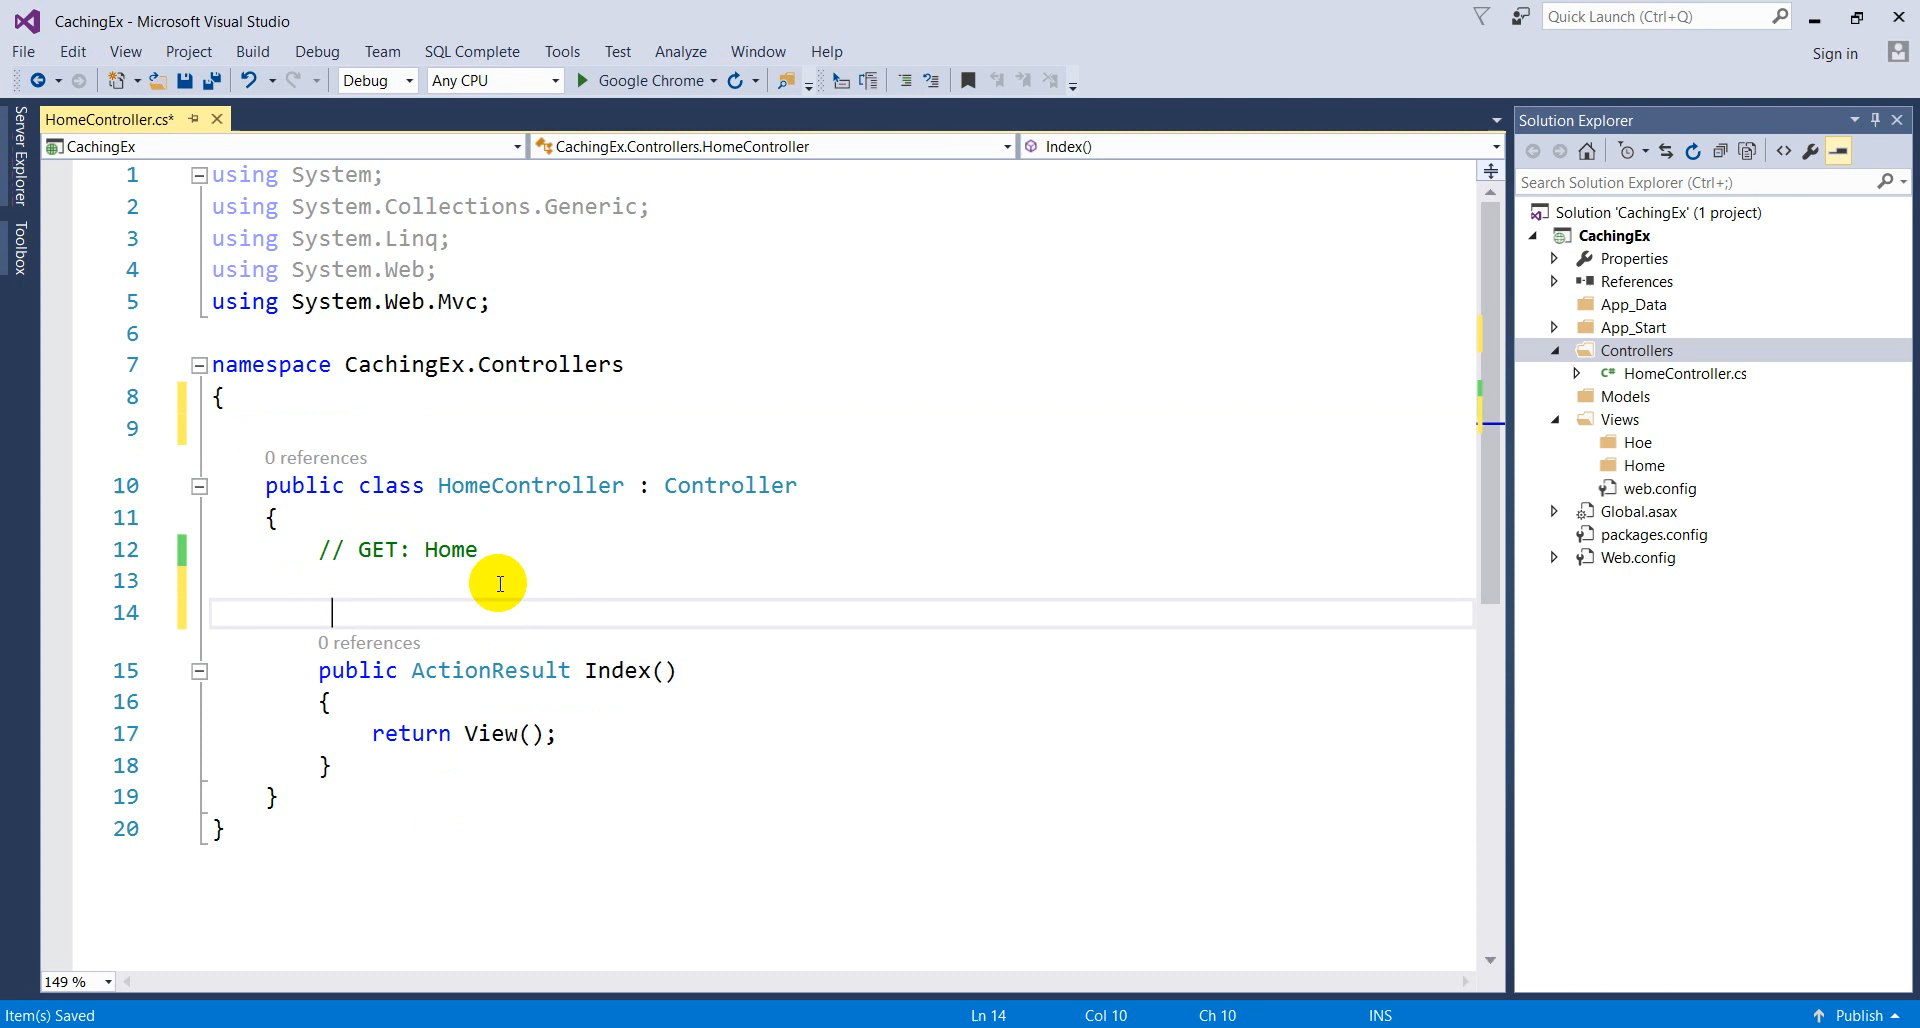 CachingEx - Microsoft Visual Studio
Quick Launch (Ctrl+Q)
File Edit View Project Build Debug Team SQL Complete Tools Test Analyze Window Help
Sign in
Debug Any CPU Google Chrome
Server Explorer
Toolbox
HomeController.cs*
CachingEx CachingEx.Controllers.HomeController Index()
1 using System;
2 using System.Collections.Generic;
3 using System.Linq;
4 using System.Web;
5 using System.Web.Mvc;
6
7 namespace CachingEx.Controllers
8 {
9
0 references
10 public class HomeController : Controller
11 {
12 // GET: Home
13
14
0 references
15 public ActionResult Index()
16 {
17 return View();
18 }
19 }
20 }
149 %
Solution Explorer
Search Solution Explorer (Ctrl+;)
Solution 'CachingEx' (1 project)
CachingEx
Properties
References
App_Data
App_Start
Controllers
C# HomeController.cs
Models
Views
Hoe
Home
web.config
Global.asax
packages.config
Web.config
Item(s) Saved Ln 14 Col 10 Ch 10 INS Publish